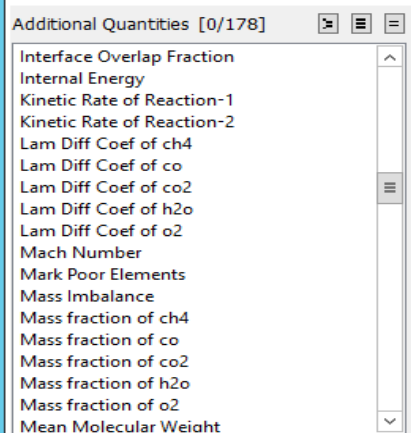 Additional Quantities [0/178]
Interface Overlap Fraction
Internal Energy
Kinetic Rate of Reaction-1
Kinetic Rate of Reaction-2
Lam Diff Coef of ch4
Lam Diff Coef of co
Lam Diff Coef of co2
Lam Diff Coef of h2o
Lam Diff Coef of o2
Mach Number
Mark Poor Elements
Mass Imbalance
Mass fraction of ch4
Mass fraction of co
Mass fraction of co2
Mass fraction of h2o
Mass fraction of o2
Mean Molecular Weight